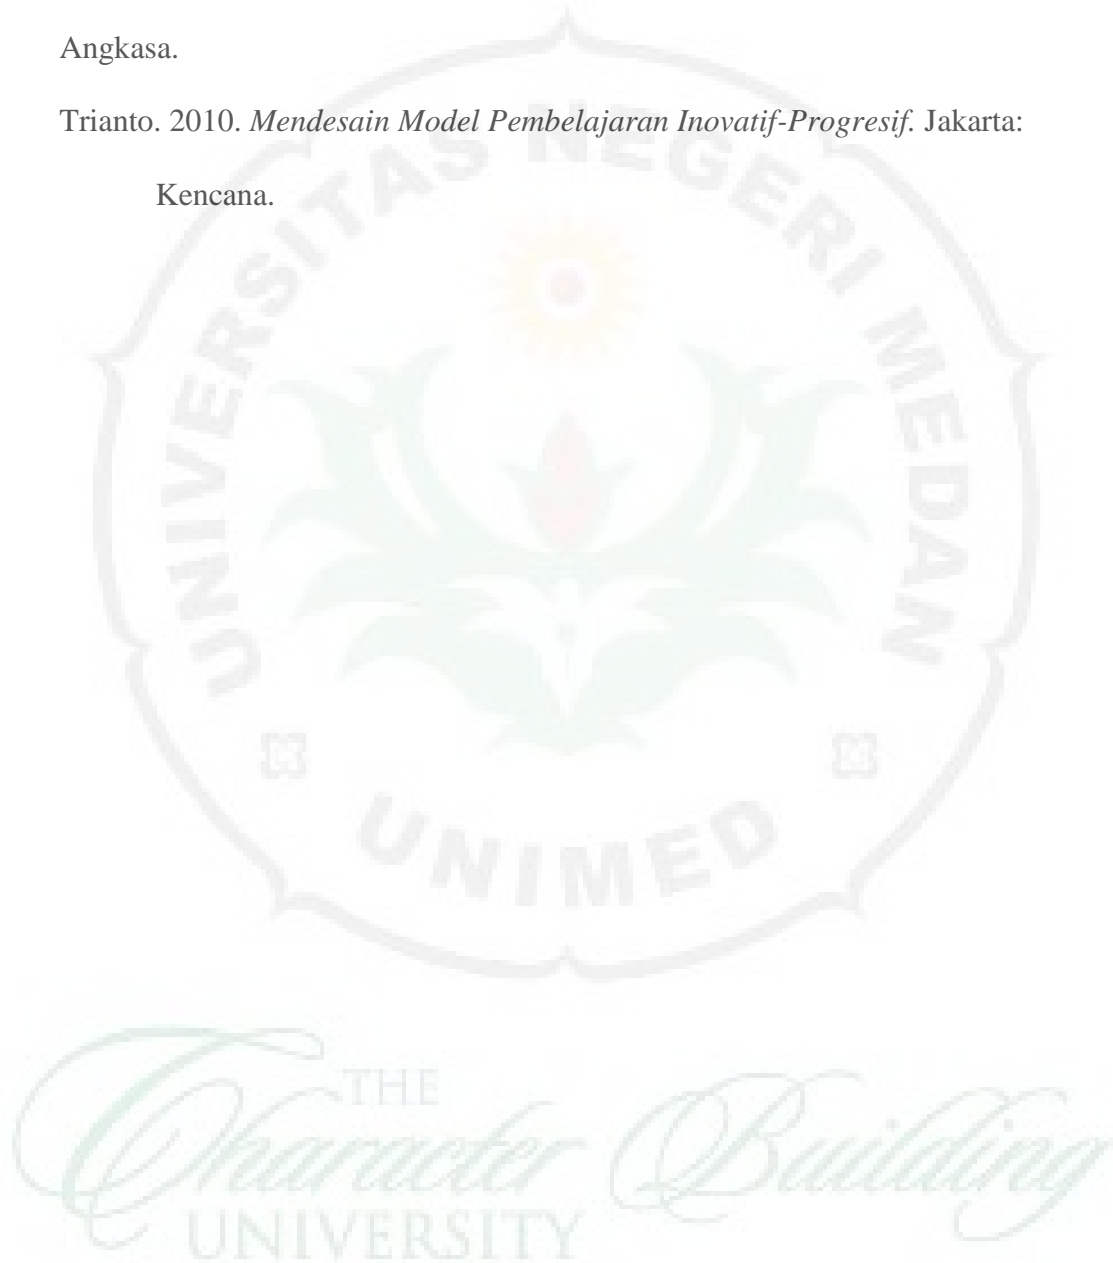 Angkasa.
Trianto. 2010. Mendesain Model Pembelajaran Inovatif-Progresif. Jakarta:
Kencana.
UNIVERSITAS NEGERI MEDAN
UNIMED
THE
Character Building
UNIVERSITY